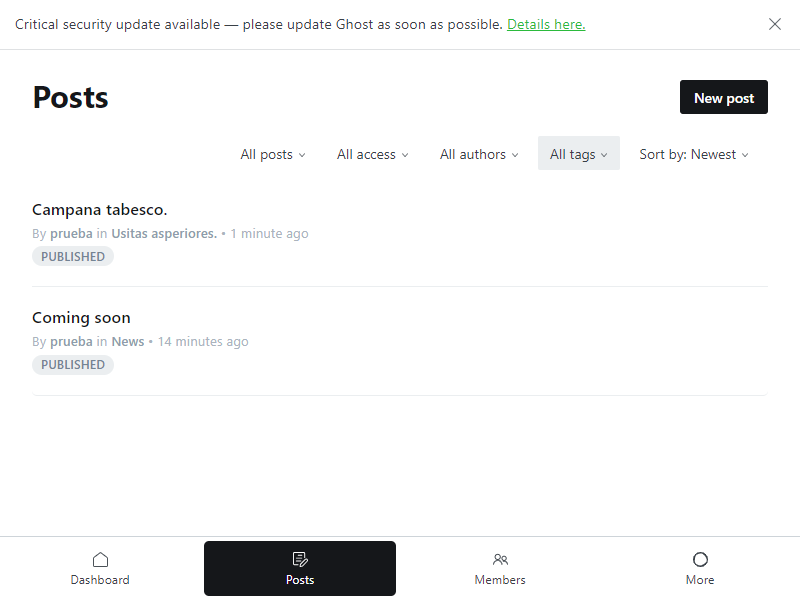 Critical security update available — please update Ghost as soon as possible. Details here.
Posts
New post
All posts
All access
All authors
All tags
Sort by: Newest
Campana tabesco.
By prueba in Usitas asperiores. • 1 minute ago
PUBLISHED
Coming soon
By prueba in News • 14 minutes ago
PUBLISHED
Dashboard
Posts
Members
More